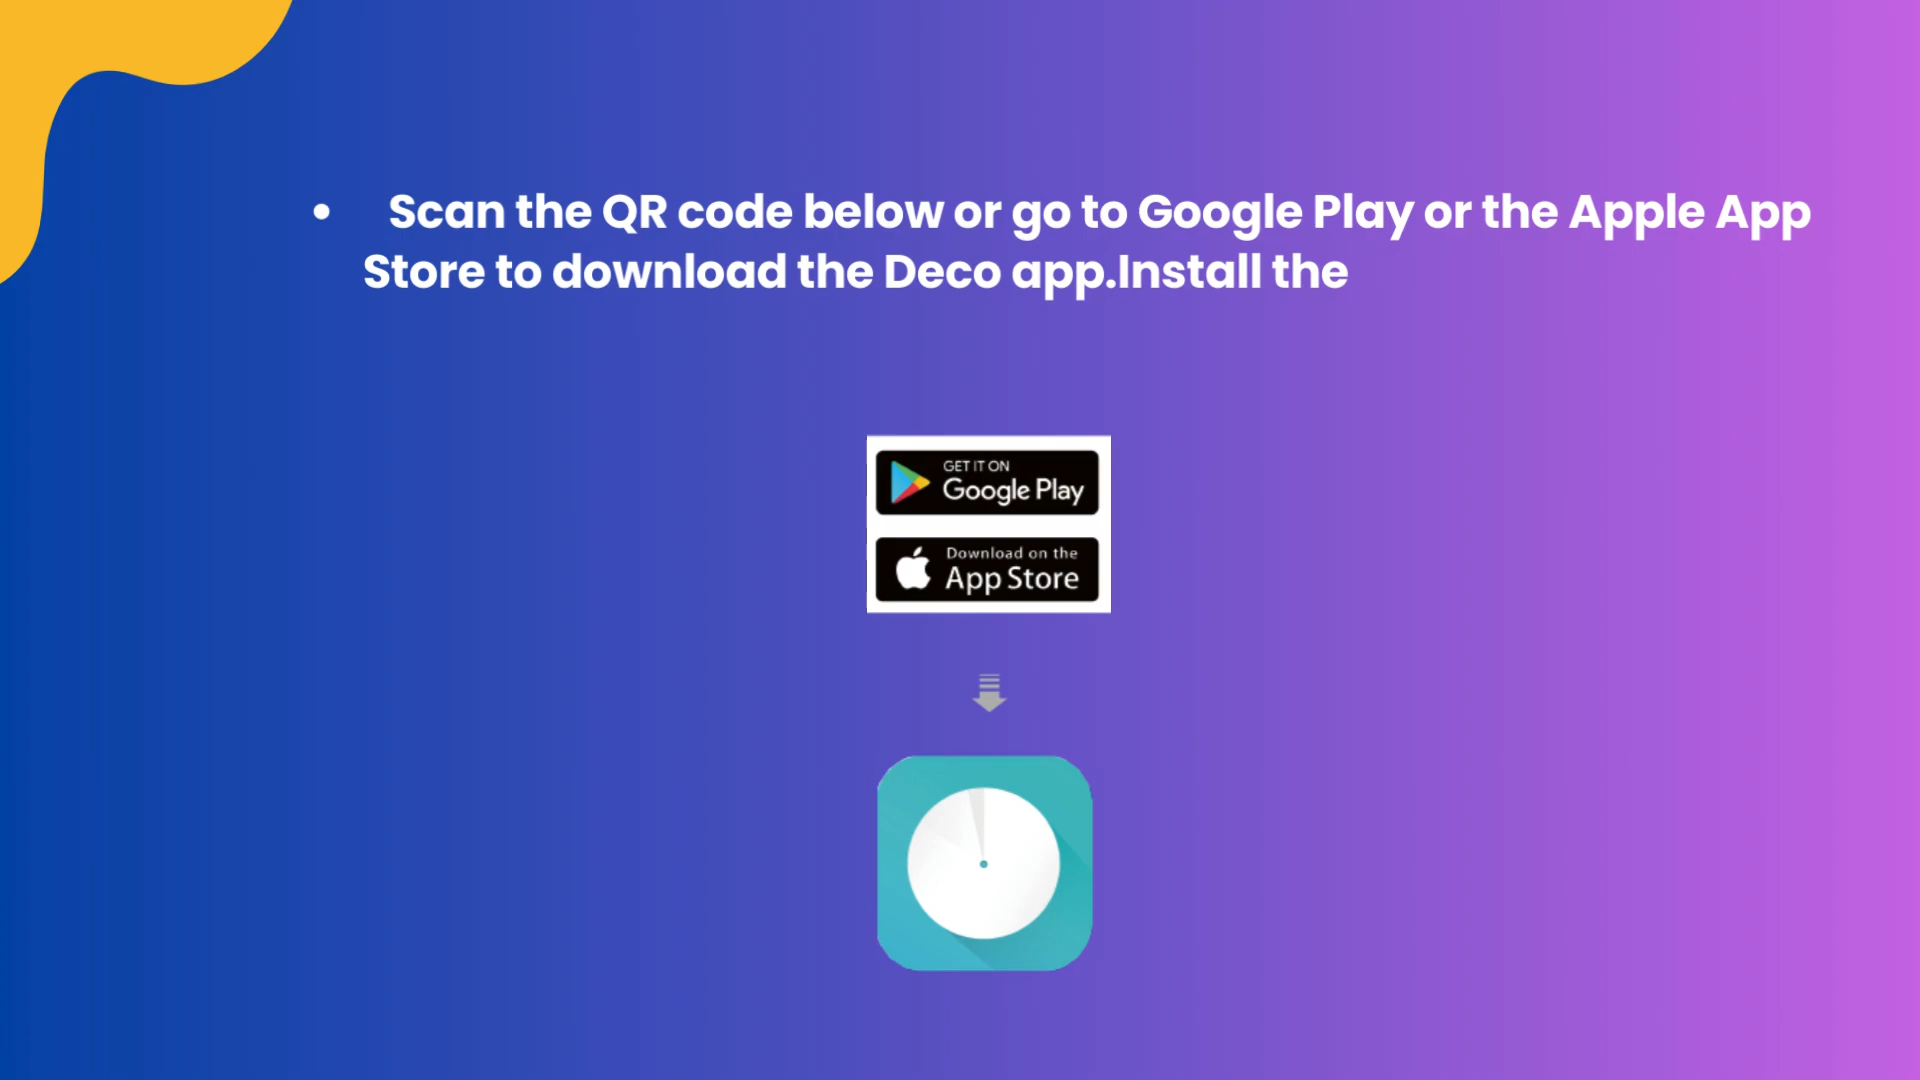 • Scan the QR code below or go to Google Play or the Apple App
Store to download the Deco app.Install the
GET IT ON
Google Play
Download on the
App Store